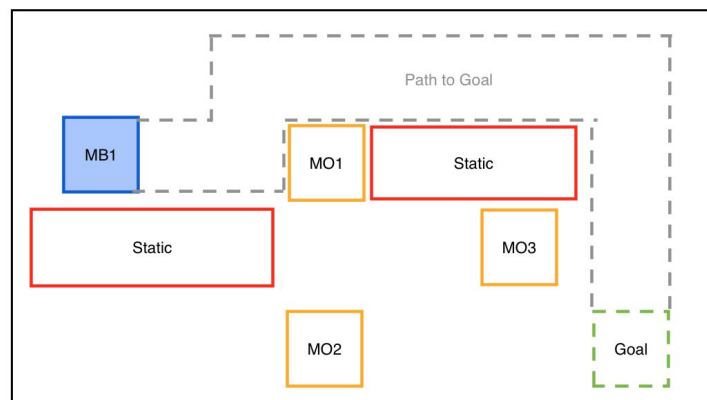 Path to Goal
MB1
MO1
Static
Static
MO3
MO2
Goal